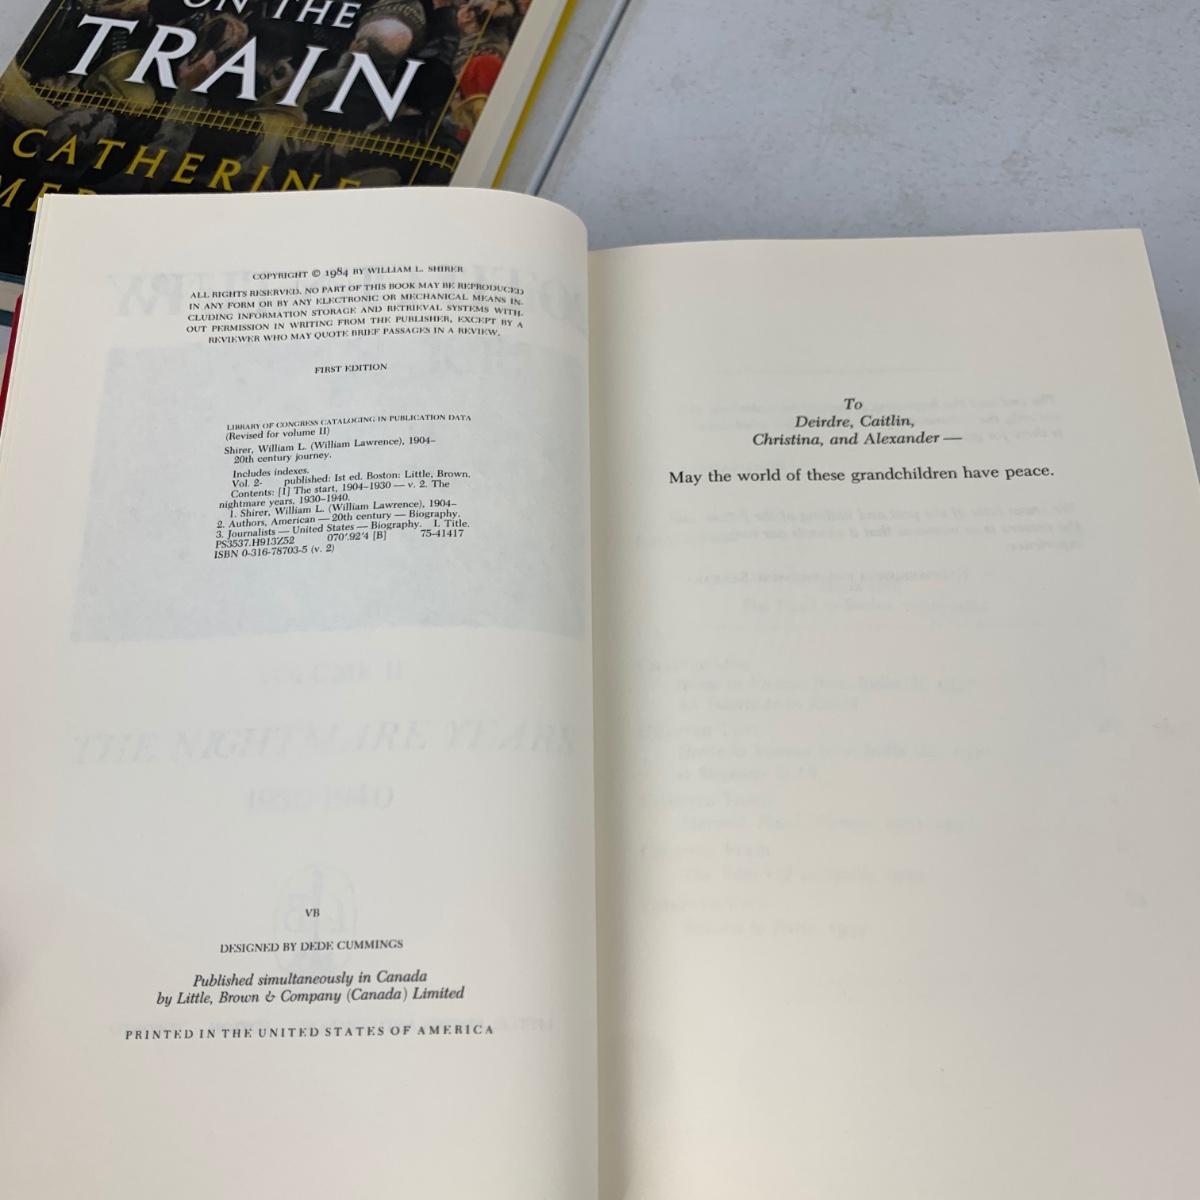 ON THE
TRAIN
CATHERINE
COPYRIGHT © 1984 BY WILLIAM L. SHIRER
ALL RIGHTS RESERVED. NO PART OF THIS BOOK MAY BE REPRODUCED
IN ANY FORM OR BY ANY ELECTRONIC OR MECHANICAL MEANS IN-
CLUDING INFORMATION STORAGE AND RETRIEVAL SYSTEMS WITH-
OUT PERMISSION IN WRITING FROM THE PUBLISHER, EXCEPT BY A
REVIEWER WHO MAY QUOTE BRIEF PASSAGES IN A REVIEW.
FIRST EDITION
LIBRARY OF CONGRESS CATALOGING IN PUBLICATION DATA
(Revised for volume II)
Shirer, William L. (William Lawrence), 1904–
20th century journey.
Includes indexes.
Vol. 2- published: 1st ed. Boston: Little, Brown.
Contents: [1] The start, 1904–1930 — v. 2. The
nightmare years, 1930–1940.
1. Shirer, William L. (William Lawrence), 1904–
2. Authors, American — 20th century — Biography.
3. Journalists — United States — Biography. I. Title.
PS3537.H913Z52 070'.92'4 [B] 75-41417
ISBN 0-316-78703-5 (v. 2)
VB
DESIGNED BY DEDE CUMMINGS
Published simultaneously in Canada
by Little, Brown & Company (Canada) Limited
PRINTED IN THE UNITED STATES OF AMERICA
To
Deirdre, Caitlin,
Christina, and Alexander —
May the world of these grandchildren have peace.